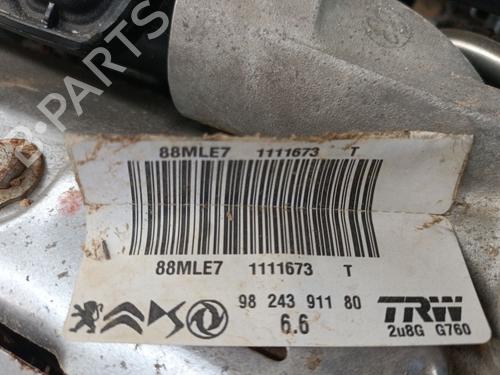 B-PARTS
88MLE7 1111673 T
88MLE7 1111673 T
98 243 911 80
6.6
TRW
2u8G G760